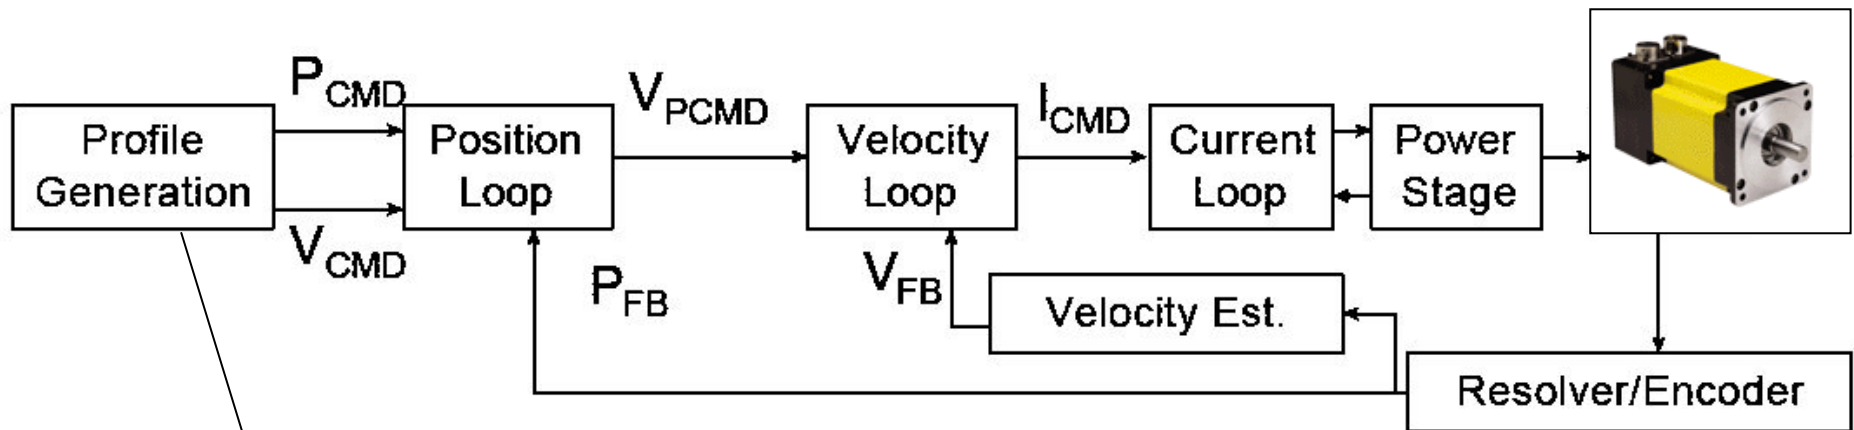 P_CMD
V_PCMD
I_CMD
Profile
Generation
Position
Loop
Velocity
Loop
Current
Loop
Power
Stage
V_CMD
P_FB
V_FB
Velocity Est.
Resolver/Encoder